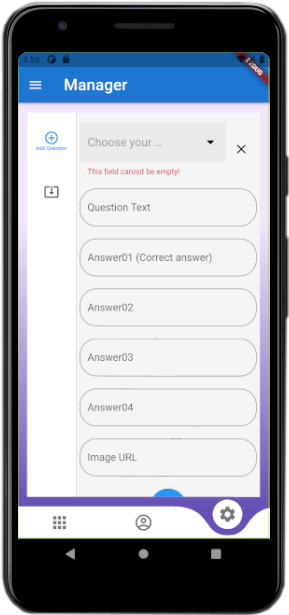 4:56
DEBUG
Manager
Add Question
Choose your ...
This field cannot be empty!
Question Text
Answer01 (Correct answer)
Answer02
Answer03
Answer04
Image URL